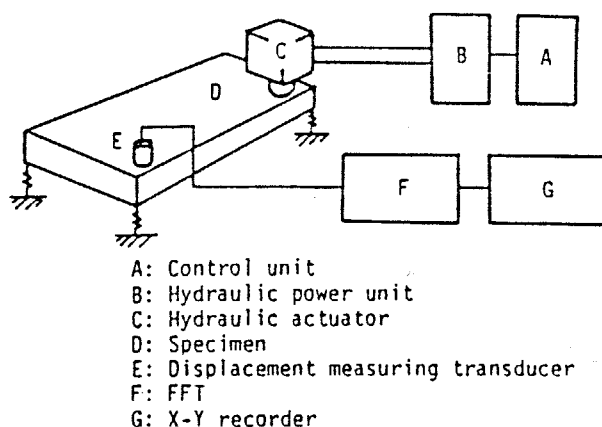 C
B
A
D
E
F
G
A: Control unit
B: Hydraulic power unit
C: Hydraulic actuator
D: Specimen
E: Displacement measuring transducer
F: FFT
G: X-Y recorder